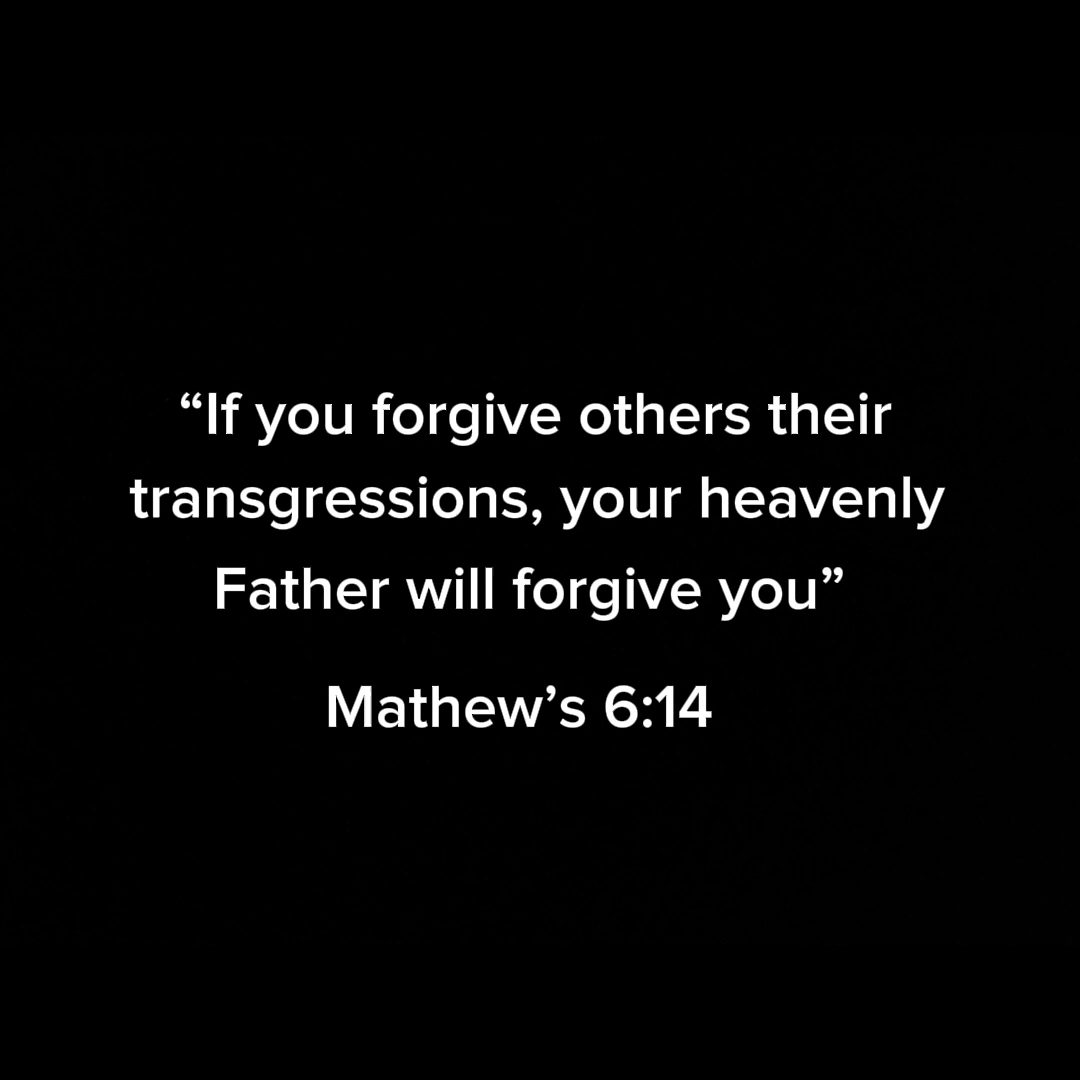 “If you forgive others their
transgressions, your heavenly
Father will forgive you”
Mathew’s 6:14